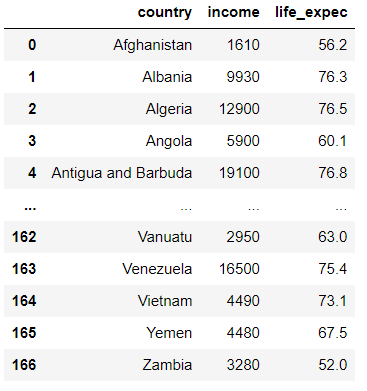 country income life_expec
0 Afghanistan 1610 56.2
1 Albania 9930 76.3
2 Algeria 12900 76.5
3 Angola 5900 60.1
4 Antigua and Barbuda 19100 76.8
... ... ... ...
162 Vanuatu 2950 63.0
163 Venezuela 16500 75.4
164 Vietnam 4490 73.1
165 Yemen 4480 67.5
166 Zambia 3280 52.0